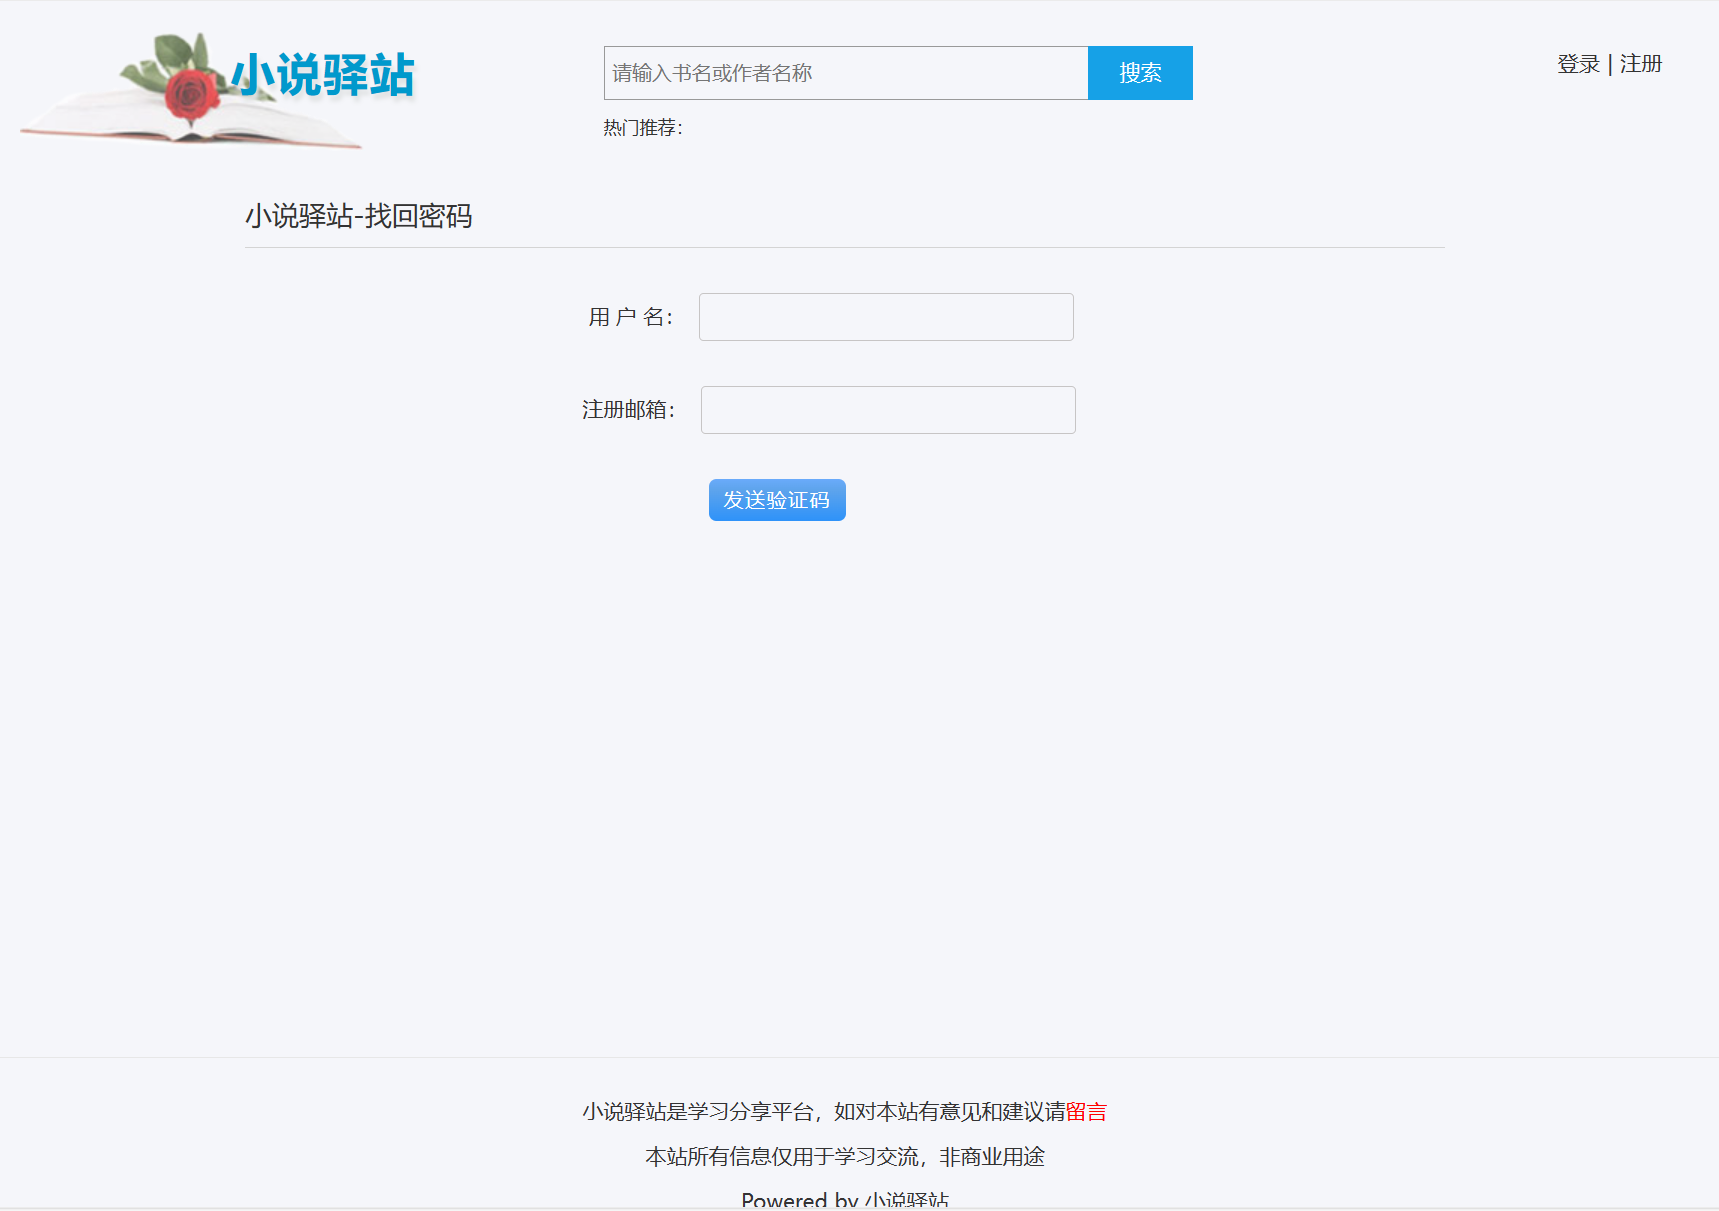 小说驿站
请输入书名或作者名称
搜索
登录 | 注册
热门推荐：
小说驿站-找回密码
用 户 名：
注册邮箱：
发送验证码
小说驿站是学习分享平台，如对本站有意见和建议请留言
本站所有信息仅用于学习交流，非商业用途
Powered by 小说驿站